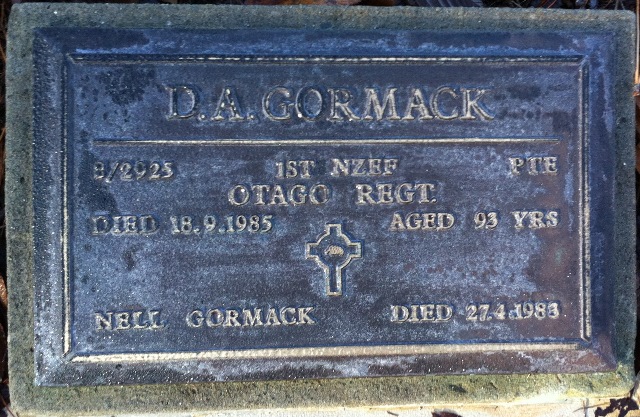 D.A. GORMACK
8/2925 1ST NZEF PTE
OTAGO REGT.
DIED 18.9.1985 AGED 93 YRS
NELL GORMACK DIED 27.4.1983